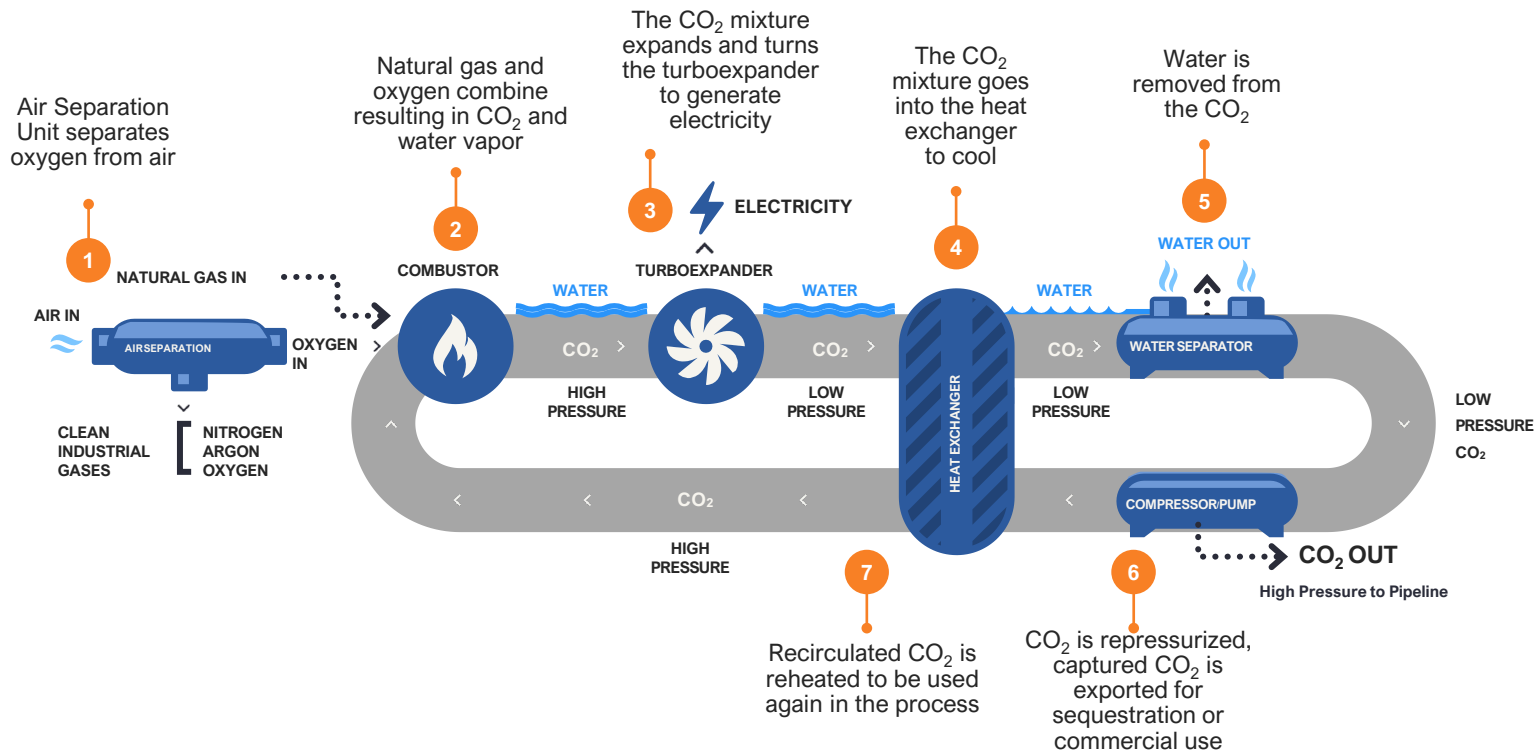 Air Separation
Unit separates
oxygen from air
1
Natural gas and
oxygen combine
resulting in CO₂ and
water vapor
2
The CO₂ mixture
expands and turns
the turboexpander
to generate
electricity
3
The CO₂
mixture goes
into the heat
exchanger
to cool
4
Water is
removed from
the CO₂
5
NATURAL GAS IN
AIR IN
AIRSEPARATION
OXYGEN
IN
CLEAN
INDUSTRIAL
GASES
NITROGEN
ARGON
OXYGEN
COMBUSTOR
WATER
CO₂
HIGH
PRESSURE
ELECTRICITY
TURBOEXPANDER
WATER
CO₂
LOW
PRESSURE
HEAT EXCHANGER
WATER
CO₂
LOW
PRESSURE
WATER OUT
WATER SEPARATOR
LOW
PRESSURE
CO₂
COMPRESSOR/PUMP
CO₂ OUT
High Pressure to Pipeline
CO₂
HIGH
PRESSURE
7
Recirculated CO₂ is
reheated to be used
again in the process
6
CO₂ is repressurized,
captured CO₂ is
exported for
sequestration or
commercial use